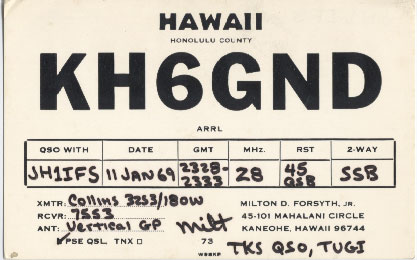 HAWAII
HONOLULU COUNTY
KH6GND
ARRL
QSO WITH DATE GMT MHz. RST 2-WAY
JH1IFS 11 JAN 69 2328-2333 28 45 QSB SSB
XMTR: Collins 32S3/180W MILTON D. FORSYTH, JR.
RCVR: 75S3 45-101 MAHALANI CIRCLE
ANT: Vertical GP Milt KANEOHE, HAWAII 96744
PSE QSL TNX 73
TKS QSO, TUGI